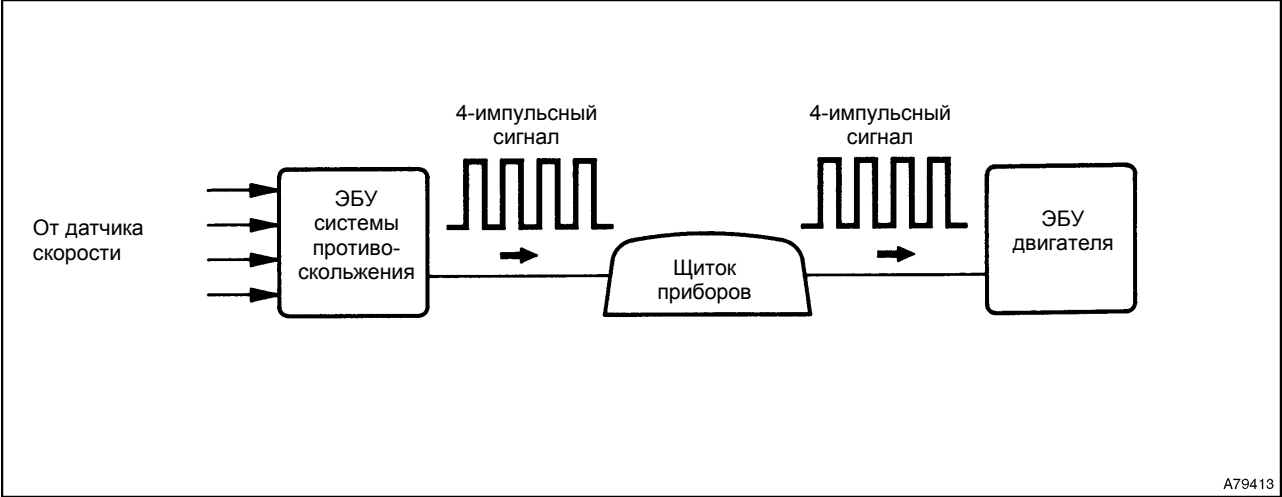 4-импульсный
сигнал
4-импульсный
сигнал
От датчика
скорости
ЭБУ
системы
противо-
скольжения
Щиток
приборов
ЭБУ
двигателя
A79413